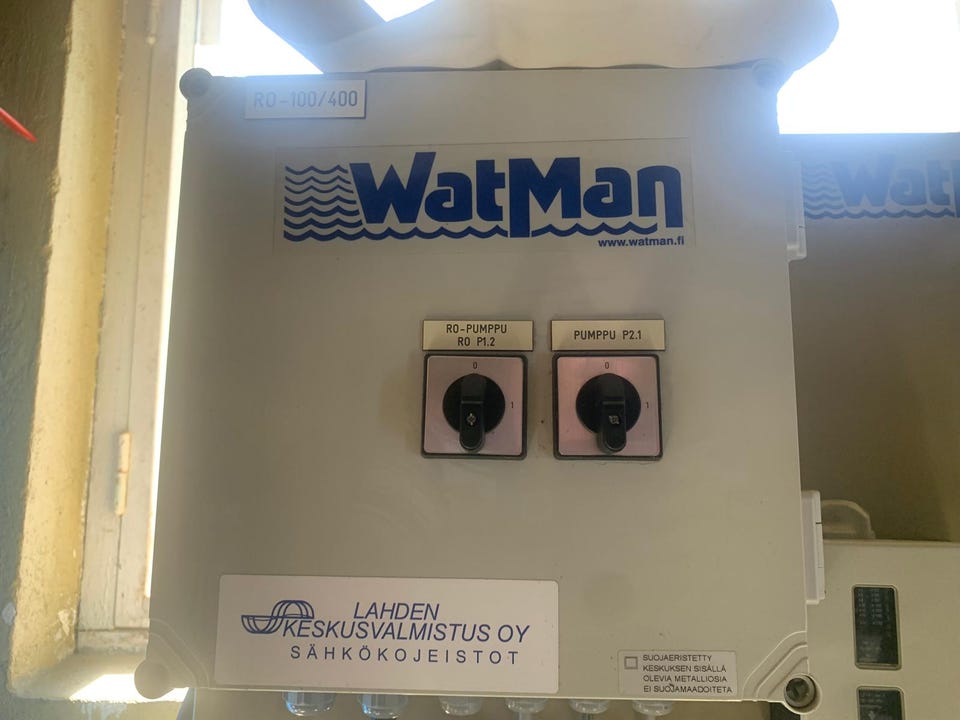 RO-100/400
WatMan
www.watman.fi
WatM
RO-PUMPPU
RO P1.2
PUMPPU P2.1
0
1
0
1
LAHDEN
KESKUSVALMISTUS OY
SÄHKÖKOJEISTOT
SUOJAERISTETTY
KESKUKSEN SISÄLLÄ
OLEVIA METALLIOSIA
EI SUOJAMAADOITETA